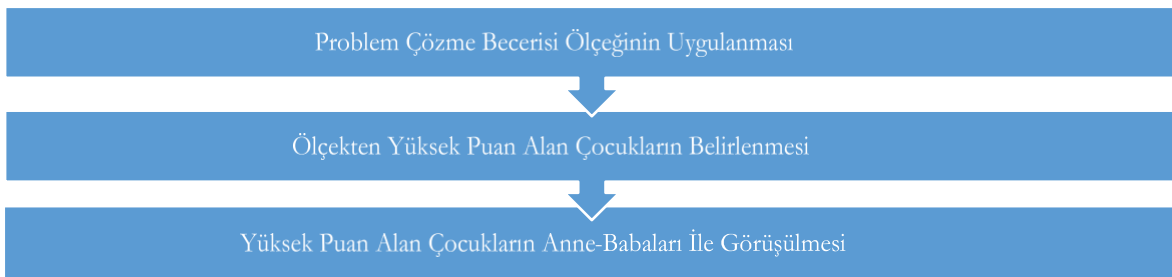 Problem Çözme Becerisi Ölçeğinin Uygulanması
Ölçekten Yüksek Puan Alan Çocukların Belirlenmesi
Yüksek Puan Alan Çocukların Anne-Babaları İle Görüşülmesi